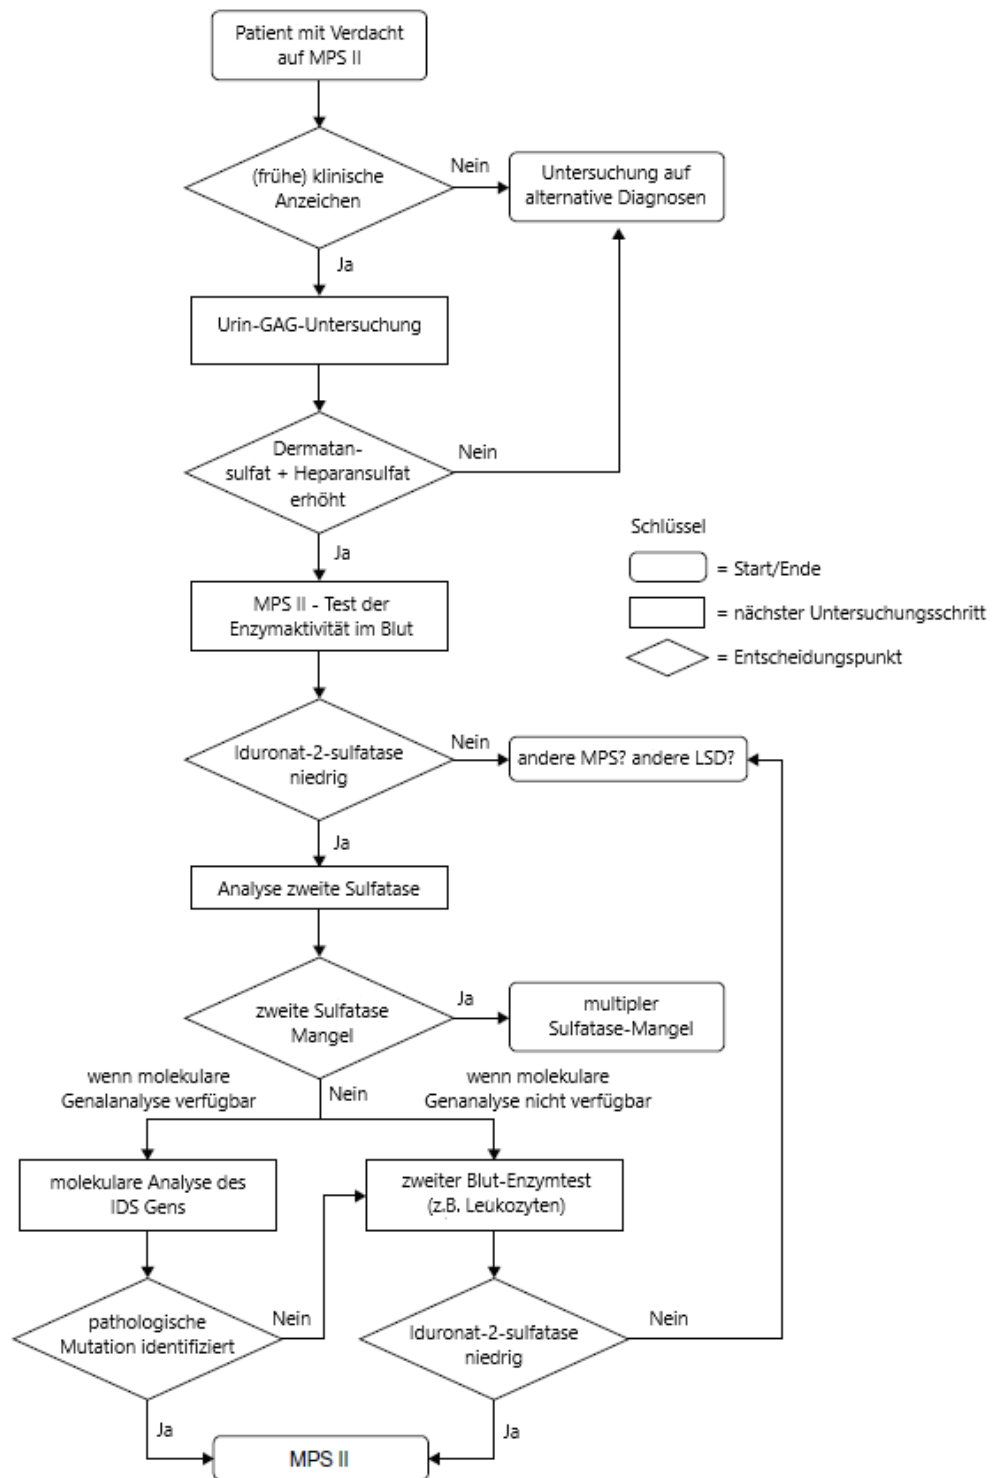 Patient mit Verdacht
auf MPS II
(frühe) klinische
Anzeichen
Nein
Untersuchung auf
alternative Diagnosen
Ja
Urin-GAG-Untersuchung
Dermatan-
sulfat + Heparansulfat
erhöht
Nein
Ja
Schlüssel
= Start/Ende
= nächster Untersuchungsschritt
= Entscheidungspunkt
MPS II - Test der
Enzymaktivität im Blut
Iduronat-2-sulfatase
niedrig
Nein
andere MPS? andere LSD?
Ja
Analyse zweite Sulfatase
zweite Sulfatase
Mangel
Ja
multipler
Sulfatase-Mangel
Nein
wenn molekulare
Genalanalyse verfügbar
wenn molekulare
Genanalyse nicht verfügbar
molekulare Analyse des
IDS Gens
zweiter Blut-Enzymtest
(z.B. Leukozyten)
pathologische
Mutation identifiziert
Nein
Iduronat-2-sulfatase
niedrig
Nein
Ja
Ja
MPS II